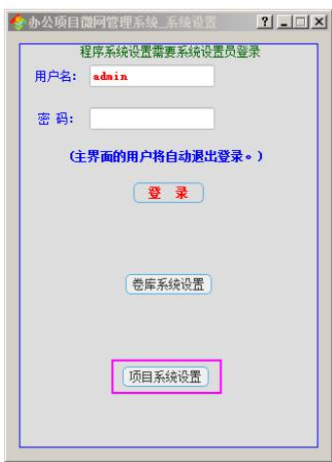 办公项目微网管理系统_系统设置
程序系统设置需要系统设置员登录
用户名: admin
密 码:
(主界面的用户将自动退出登录。)
登 录
卷库系统设置
项目系统设置